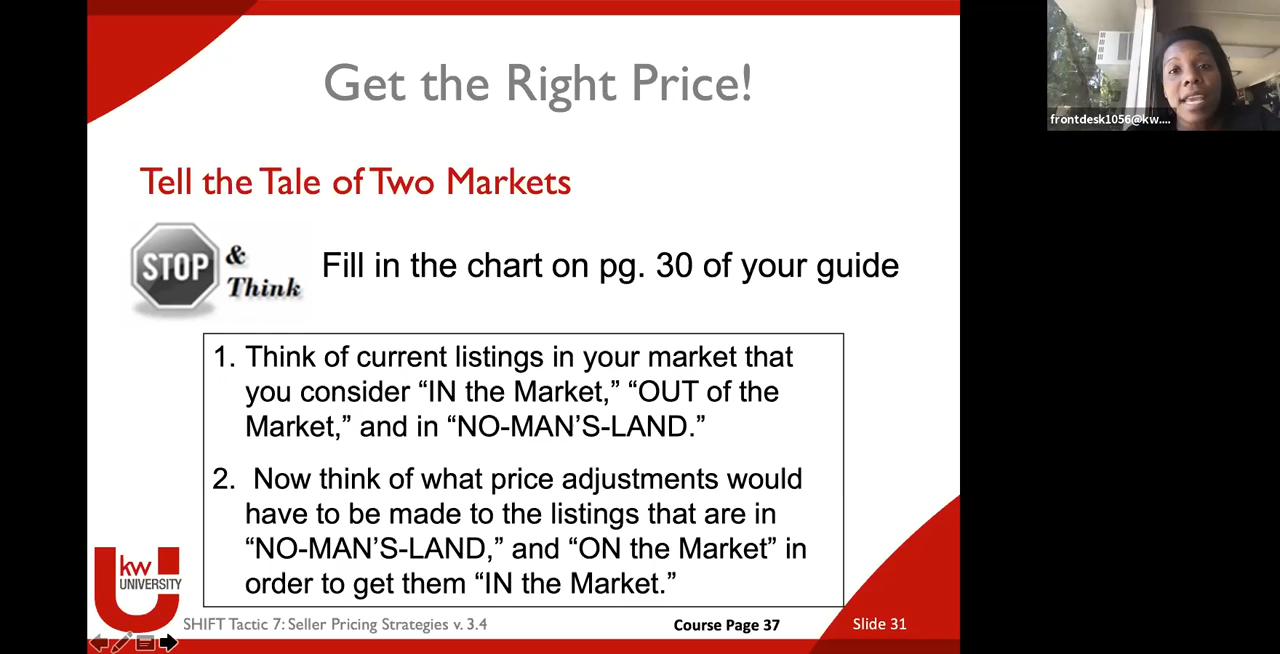 Get the Right Price!
frontdesk1056@kw....
Tell the Tale of Two Markets
STOP
&
Think
Fill in the chart on pg. 30 of your guide
1. Think of current listings in your market that
you consider “IN the Market,” “OUT of the
Market,” and in “NO-MAN’S-LAND.”
2. Now think of what price adjustments would
have to be made to the listings that are in
“NO-MAN’S-LAND,” and “ON the Market” in
order to get them “IN the Market.”
kw
UNIVERSITY
SHIFT Tactic 7: Seller Pricing Strategies v. 3.4
Course Page 37
Slide 31